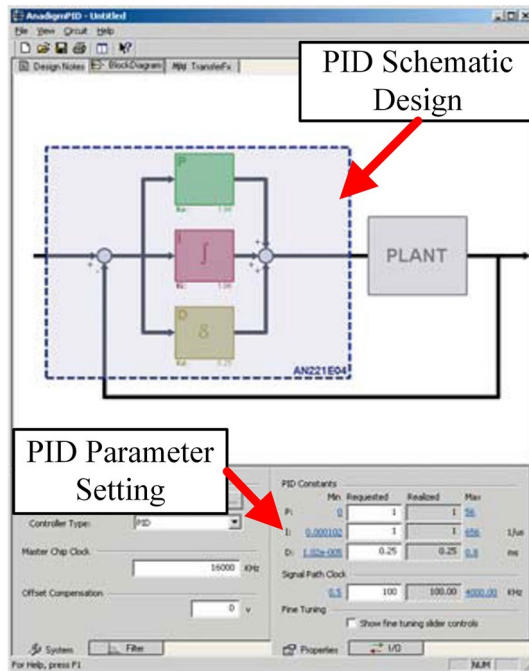 AnadigmPID - Untitled
File View Circuit Help
Design Notes BlockDiagram TransferFx
PID Schematic
Design
P
I
∫
PLANT
D
δ
AN221E04
PID Parameter
Setting
PID Constants
Min Requested Realized Max
P: 0 1 1 56
Controller Type: PID
I: 0.000102 1 1 656 1/us
D: 1.02e-005 0.25 0.25 0.8 ms
Master Chip Clock
16000 KHz
Signal Path Clock
0.5 100 100.00 4000.00 KHz
Offset Compensation
0 v
Fine Tuning
Show fine tuning slider controls
System Filter
Properties I/O
For Help, press F1
NUM